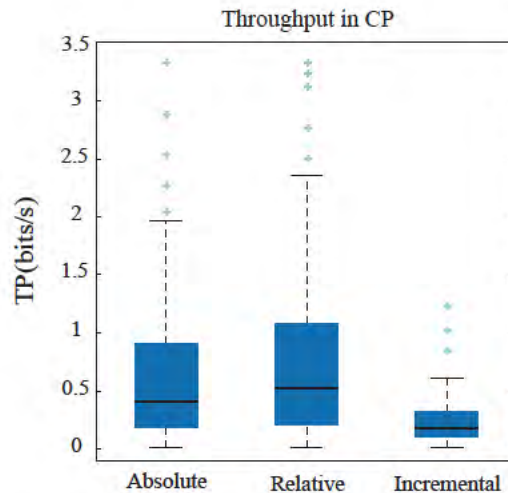 Throughput in CP
3.5
3
2.5
2
1.5
1
0.5
0
TP(bits/s)
Absolute Relative Incremental